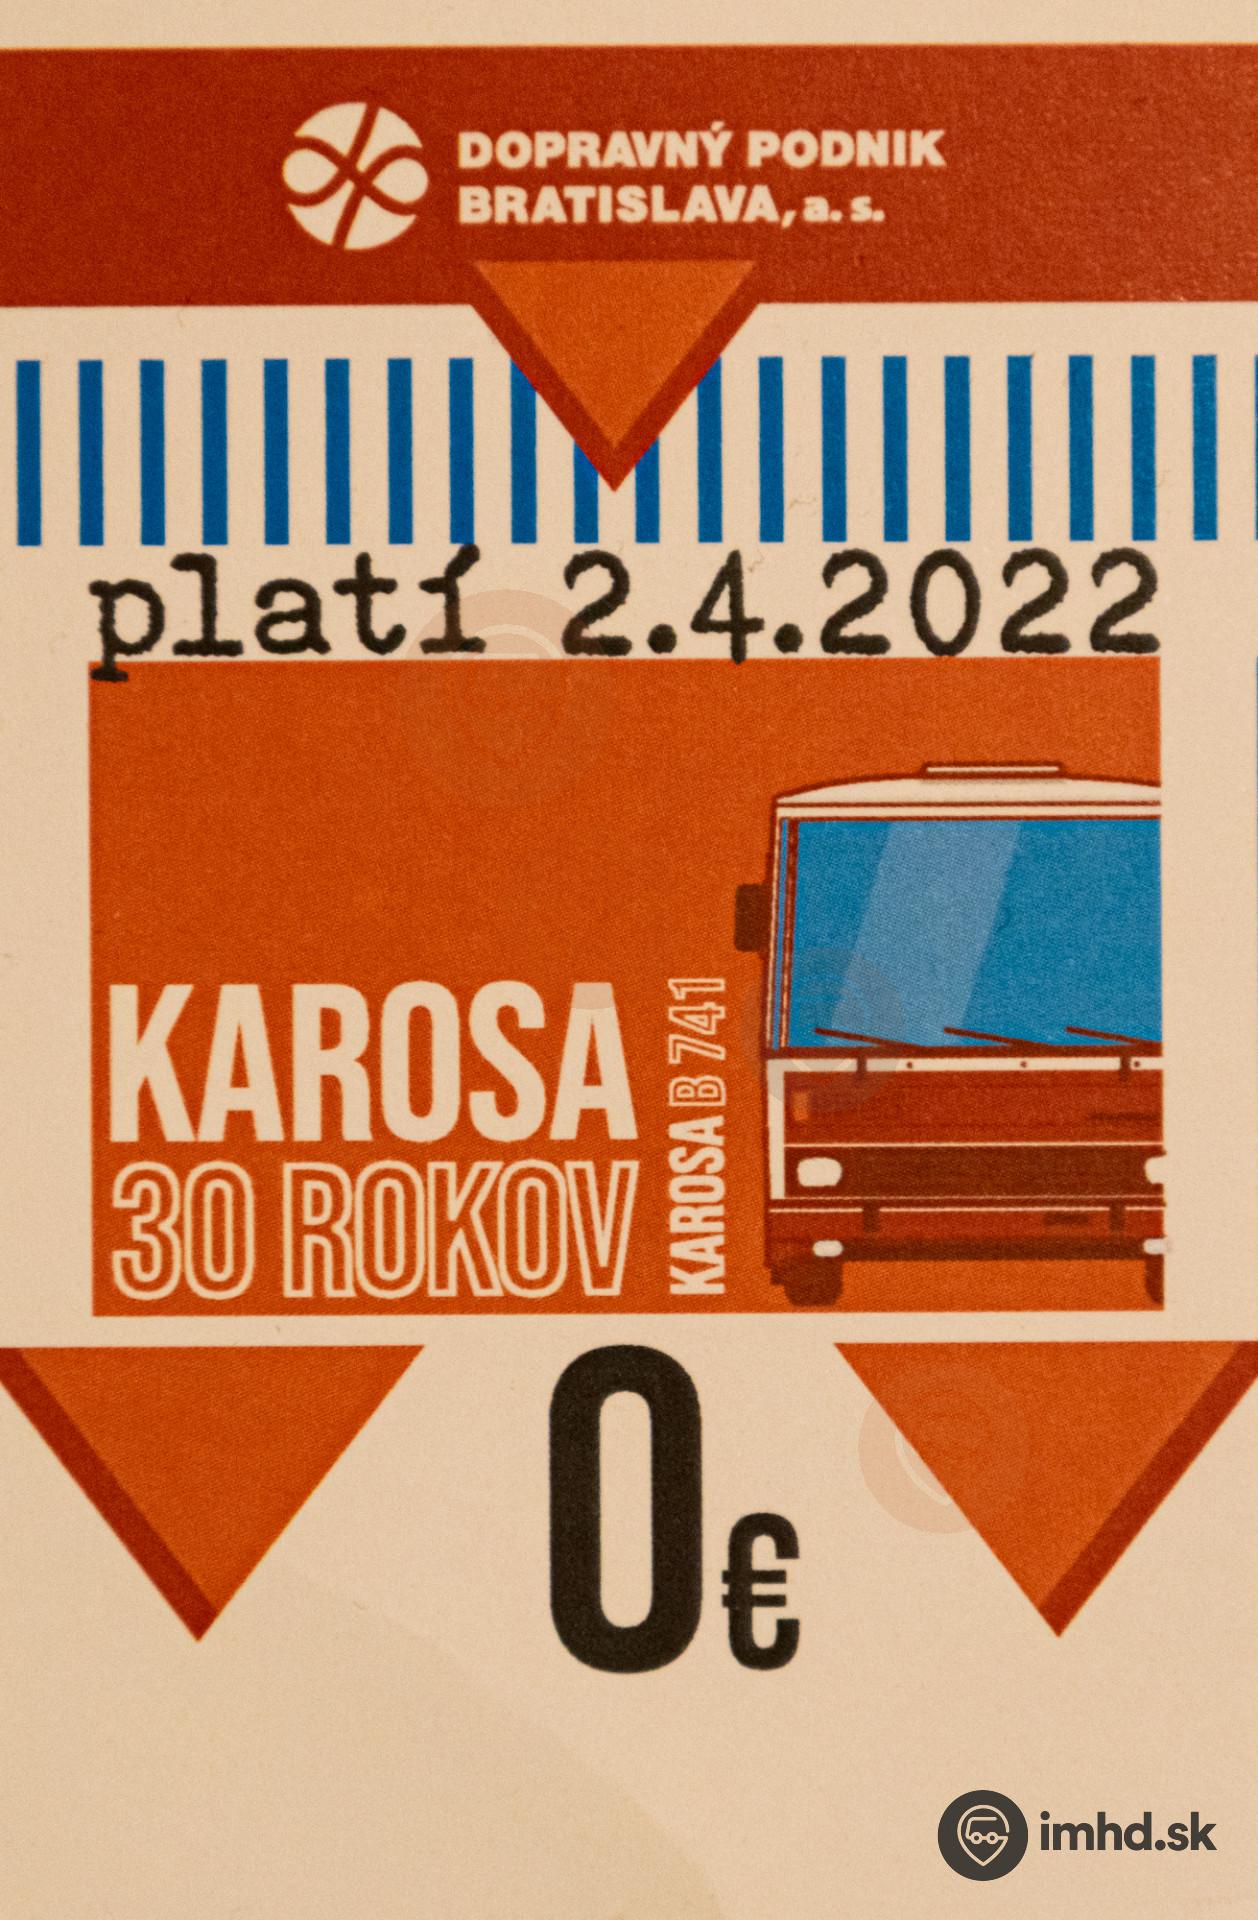 DOPRAVNÝ PODNIK
BRATISLAVA, a. s.
platí 2.4.2022
KAROSA
30 ROKOV
KAROSA B 741
0€
imhd.sk